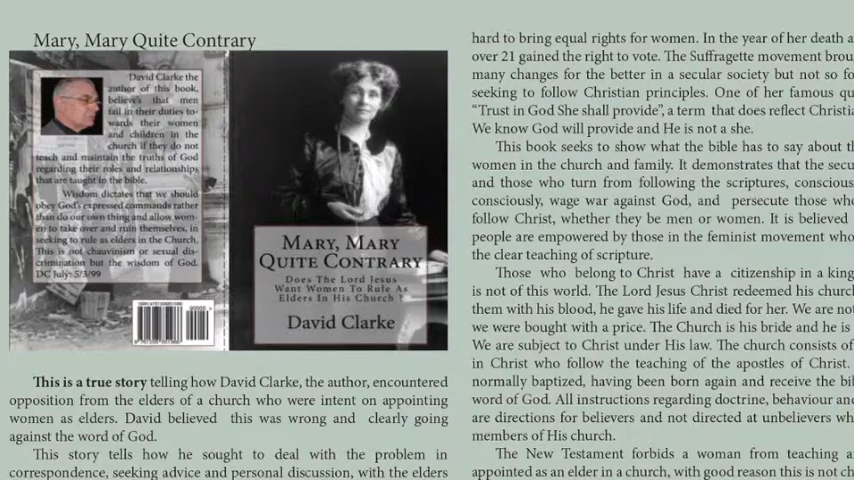 Mary, Mary Quite Contrary
David Clarke the
author of this book,
believe's that men
fail in their duties to-
wards their women
and children in the
church if they do not
teach and maintain the truths of God
regarding their roles and relationships
that are taught in the bible.
Wisdom dictates that we should
obey God's expressed commands rather
than do our own thing and allow wom-
en to take over and ruin themselves, in
seeking to rule as elders in the Church.
This is not chauvinism or sexual dis-
crimination but the wisdom of God.
DC July: 5/3/99
Mary, Mary
Quite Contrary
Does The Lord Jesus
Want Women To Rule As
Elders In His Church ?
David Clarke
This is a true story telling how David Clarke, the author, encountered
opposition from the elders of a church who were intent on appointing
women as elders. David believed this was wrong and clearly going
against the word of God.
This story tells how he sought to deal with the problem in
correspondence, seeking advice and personal discussion, with the elders
hard to bring equal rights for women. In the year of her death a
over 21 gained the right to vote. The Suffragette movement brou
many changes for the better in a secular society but not so fo
seeking to follow Christian principles. One of her famous qu
“Trust in God She shall provide”, a term that does reflect Christia
We know God will provide and He is not a she.
This book seeks to show what the bible has to say about th
women in the church and family. It demonstrates that the secu
and those who turn from following the scriptures, conscious
consciously, wage war against God, and persecute those who
follow Christ, whether they be men or women. It is believed
people are empowered by those in the feminist movement who
the clear teaching of scripture.
Those who belong to Christ have a citizenship in a king
is not of this world. The Lord Jesus Christ redeemed his churc
them with his blood, he gave his life and died for her. We are not
we were bought with a price. The Church is his bride and he is
We are subject to Christ under His law. The church consists of
in Christ who follow the teaching of the apostles of Christ.
normally baptized, having been born again and receive the bib
word of God. All instructions regarding doctrine, behaviour and
are directions for believers and not directed at unbelievers wh
members of His church.
The New Testament forbids a woman from teaching a
appointed as an elder in a church, with good reason this is not ch